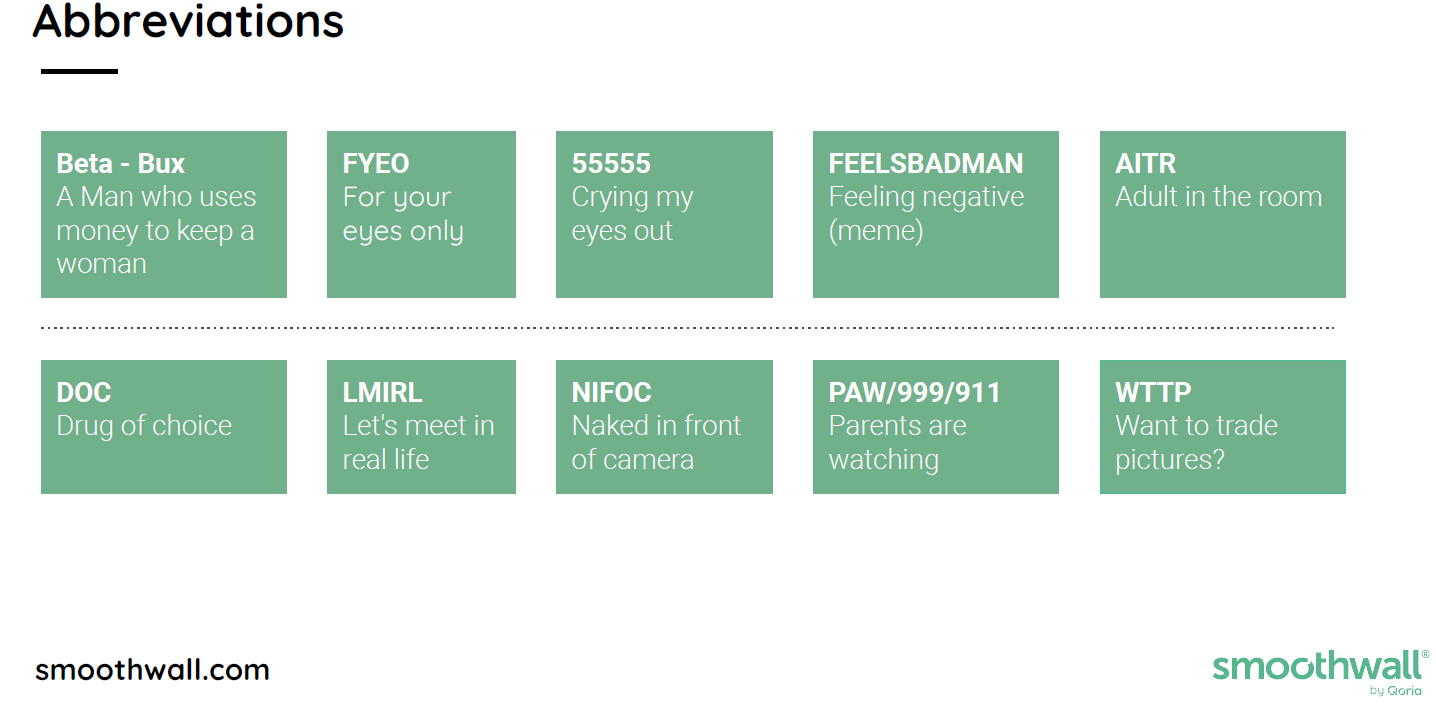 Abbreviations
Beta - Bux
A Man who uses
money to keep a
woman
FYEO
For your
eyes only
55555
Crying my
eyes out
FEELSBADMAN
Feeling negative
(meme)
AITR
Adult in the room
DOC
Drug of choice
LMIRL
Let's meet in
real life
NIFOC
Naked in front
of camera
PAW/999/911
Parents are
watching
WTTP
Want to trade
pictures?
smoothwall.com
smoothwall®
by Qoria